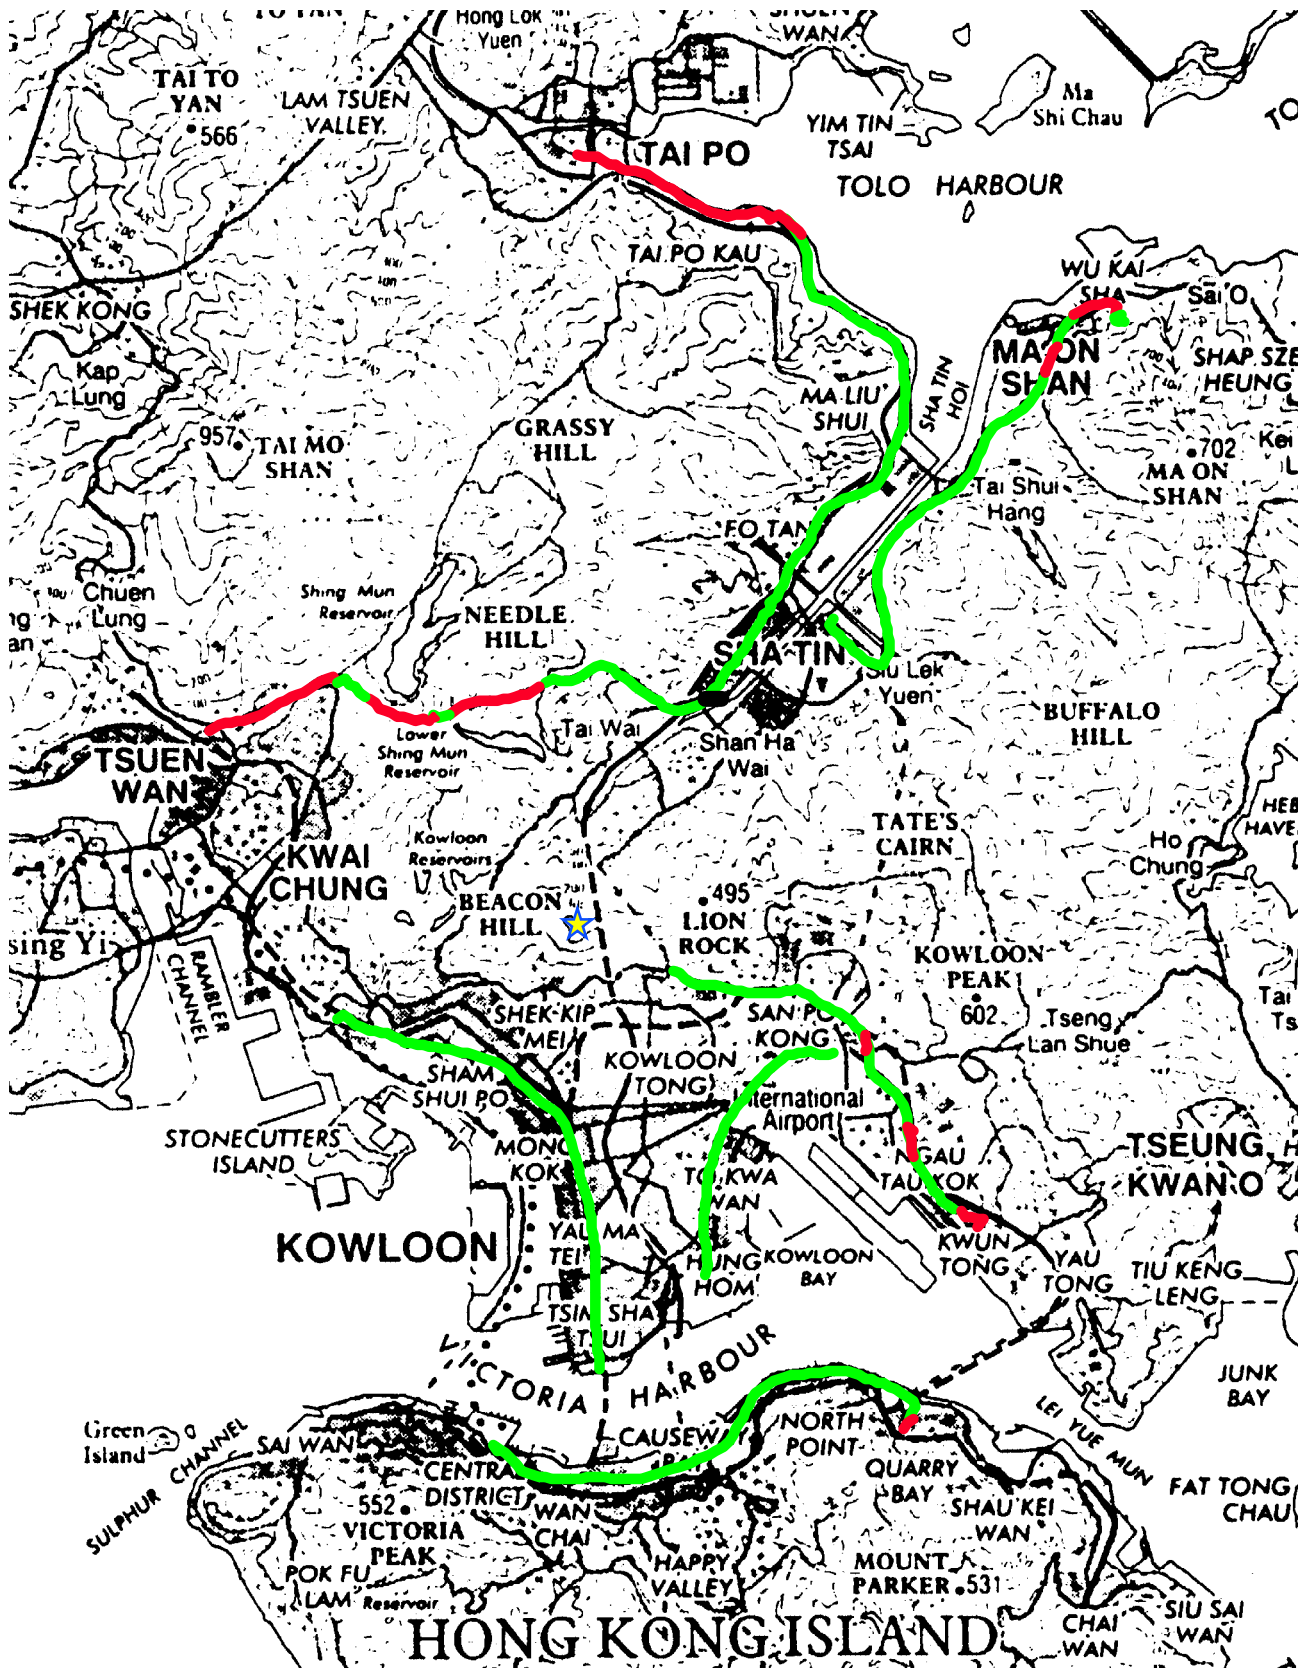 Hong Lok
Yuen
WAN
TAI TO
YAN
566
LAM TSUEN
VALLEY
Ma
Shi Chau
YIM TIN
TSAI
TAI PO
TOLO HARBOUR
TAI PO KAU
WU KAI
SHA
Sai O
SHEK KONG
MA ON
SHAN
SHAP SZE
HEUNG
Kap
Lung
MA LIU
SHUI
SHA TIN
HOI
GRASSY
HILL
957
TAI MO
SHAN
702
MA ON
SHAN
Kei
Tai Shui
Hang
FO TAN
Chuen
Lung
Shing Mun
Reservoir
NEEDLE
HILL
SHA TIN
Siu Lek
Yuen
BUFFALO
HILL
Tai Wai
Lower
Shing Mun
Reservoir
Shan Ha
Wai
TSUEN
WAN
TATE'S
CAIRN
HEB
HAVE
Ho
Chung
KWAI
CHUNG
Kowloon
Reservoirs
BEACON
HILL
495
LION
ROCK
sing Yi
RAMBLER
CHANNEL
KOWLOON
PEAK
602
Tai
Ts
SHEK-KIP
MEI
SAN PO
KONG
Tseng
Lan Shue
KOWLOON
TONG
SHAM
SHUI PO
International
Airport
STONECUTTERS
ISLAND
MONG
KOK
NGAU
TAU KOK
TSEUNG
KWAN O
TO KWA
WAN
KOWLOON
YAU MA
TEI
HUNG
HOM
KOWLOON
BAY
KWUN
TONG
YAU
TONG
TIU KENG
LENG
TSIM SHA
TSUI
VICTORIA HARBOUR
JUNK
BAY
Green
Island
SULPHUR CHANNEL
SAI WAN
CAUSEWAY
BAY
NORTH
POINT
LEI YUE MUN
CENTRAL
DISTRICT
QUARRY
BAY
FAT TONG
CHAU
552
VICTORIA
PEAK
WAN
CHAI
SHAU KEI
WAN
POK FU
LAM Reservoir
HAPPY
VALLEY
MOUNT
PARKER 531
CHAI
WAN
SIU SAI
WAN
HONG KONG ISLAND